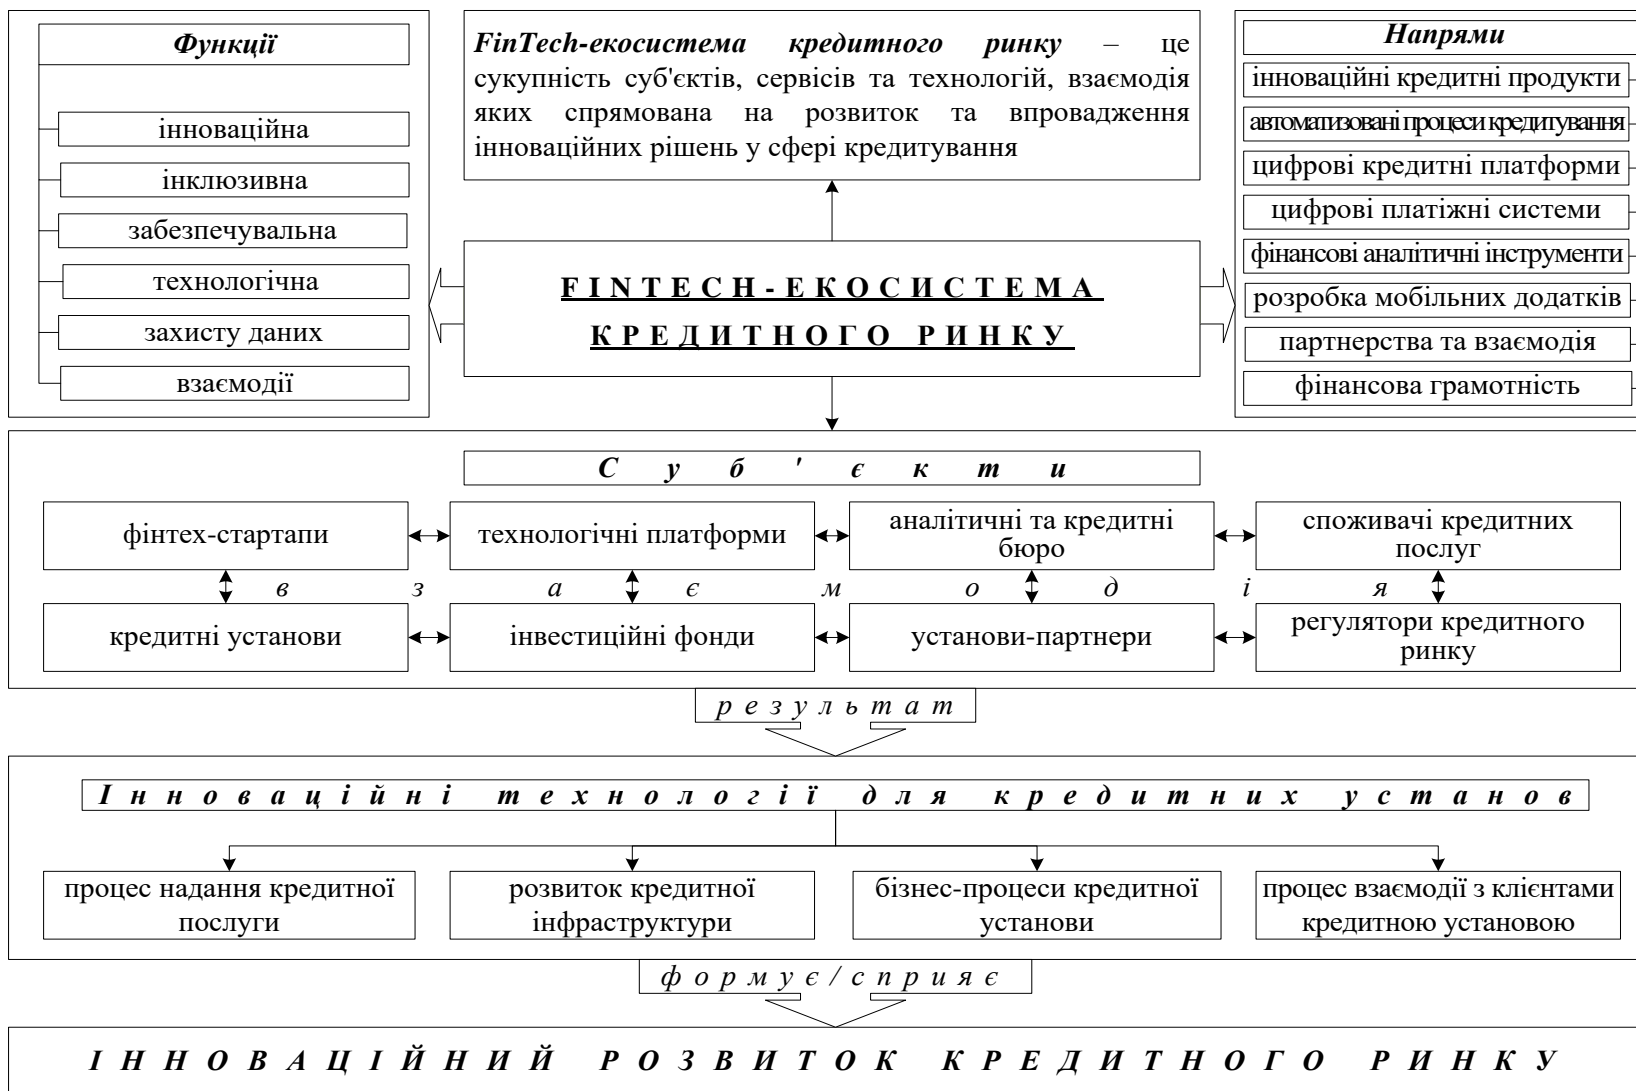 Функції
інноваційна
інклюзивна
забезпечувальна
технологічна
захисту даних
взаємодії
FinTech-екосистема кредитного ринку – це
сукупність суб'єктів, сервісів та технологій, взаємодія
яких спрямована на розвиток та впровадження
інноваційних рішень у сфері кредитування
FINTECH-ЕКОСИСТЕМА
КРЕДИТНОГО РИНКУ
Напрями
інноваційні кредитні продукти
автоматизовані процеси кредитування
цифрові кредитні платформи
цифрові платіжні системи
фінансові аналітичні інструменти
розробка мобільних додатків
партнерства та взаємодія
фінансова грамотність
Суб'єкти
фінтех-стартапи
технологічні платформи
аналітичні та кредитні
бюро
споживачі кредитних
послуг
взаємодія
кредитні установи
інвестиційні фонди
установи-партнери
регулятори кредитного
ринку
результат
Інноваційні технології для кредитних установ
процес надання кредитної
послуги
розвиток кредитної
інфраструктури
бізнес-процеси кредитної
установи
процес взаємодії з клієнтами
кредитною установою
формує/сприяє
ІННОВАЦІЙНИЙ РОЗВИТОК КРЕДИТНОГО РИНКУ